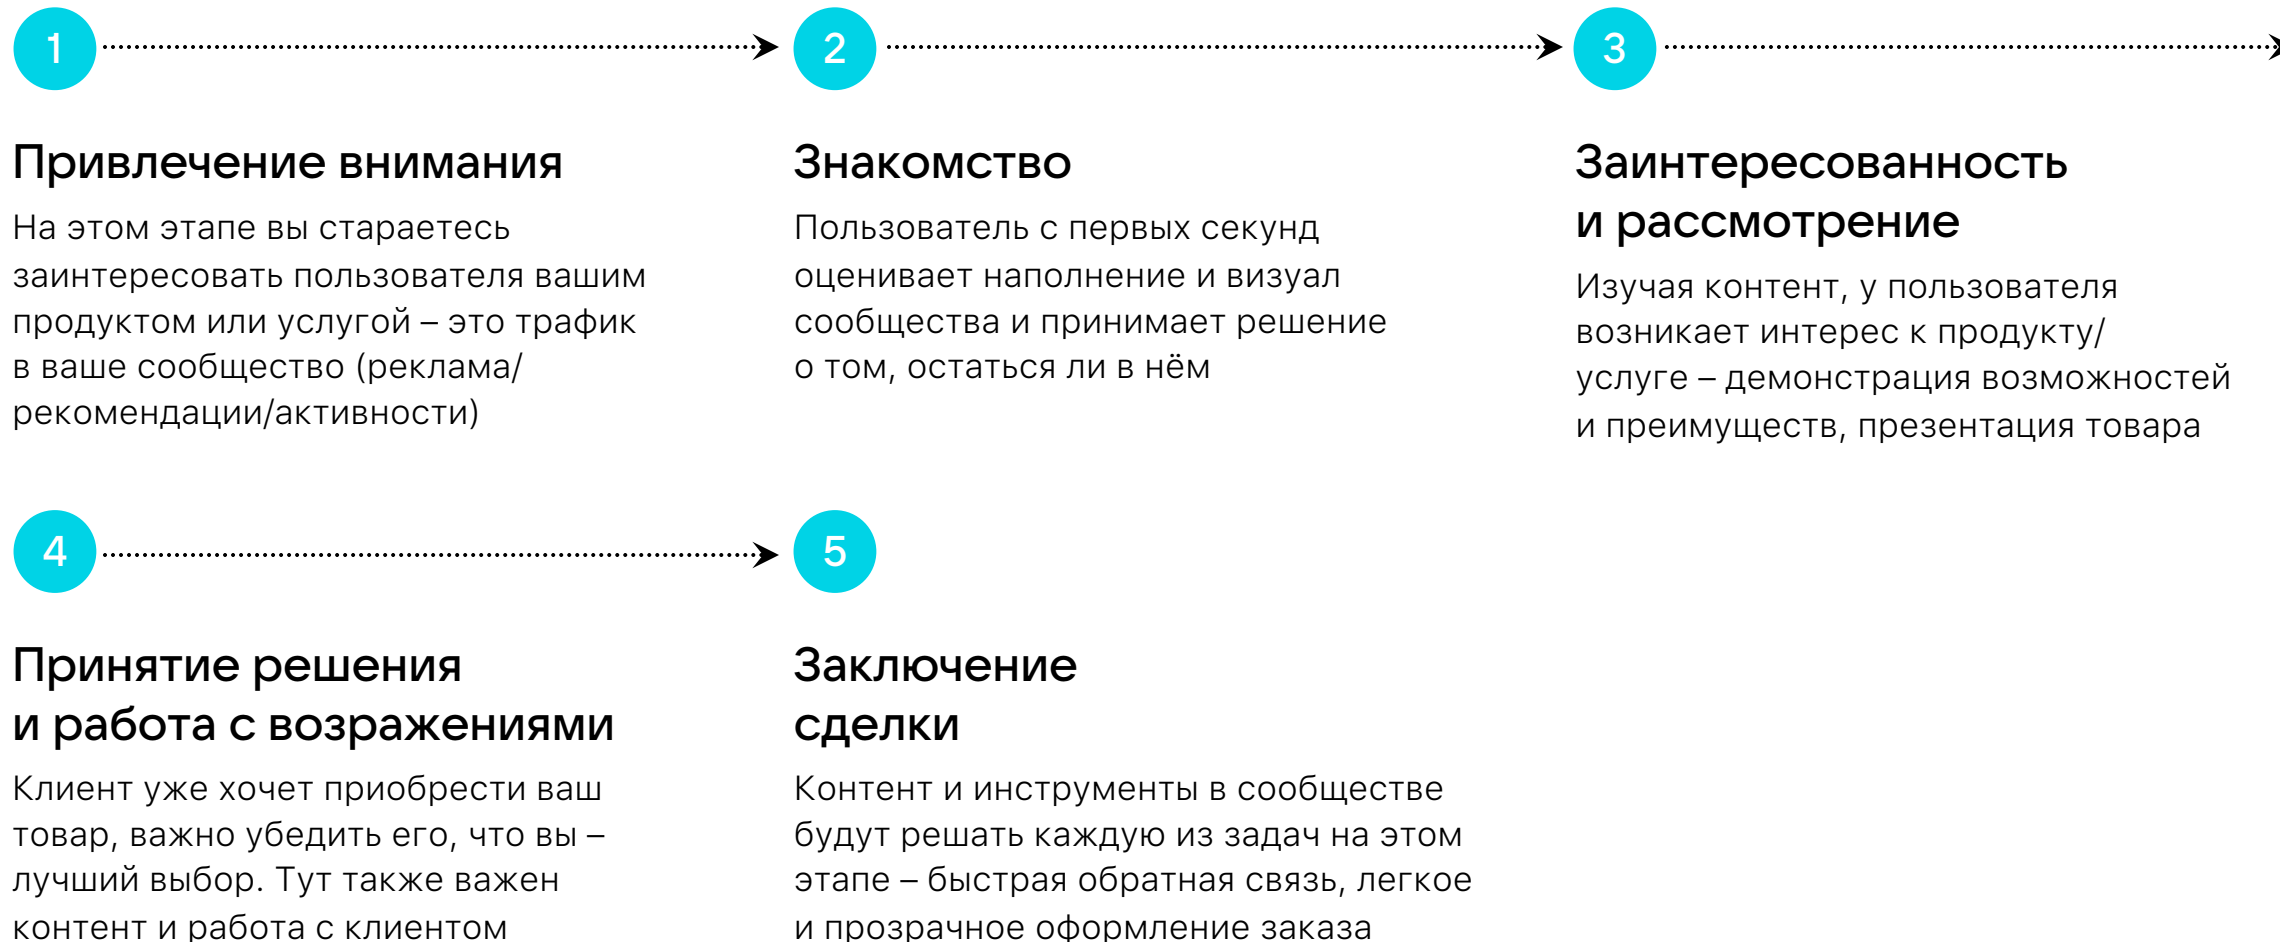 1
Привлечение внимания
На этом этапе вы стараетесь
заинтересовать пользователя вашим
продуктом или услугой – это трафик
в ваше сообщество (реклама/
рекомендации/активности)
2
Знакомство
Пользователь с первых секунд
оценивает наполнение и визуал
сообщества и принимает решение
о том, остаться ли в нём
3
Заинтересованность
и рассмотрение
Изучая контент, у пользователя
возникает интерес к продукту/
услуге – демонстрация возможностей
и преимуществ, презентация товара
4
Принятие решения
и работа с возражениями
Клиент уже хочет приобрести ваш
товар, важно убедить его, что вы –
лучший выбор. Тут также важен
контент и работа с клиентом
5
Заключение
сделки
Контент и инструменты в сообществе
будут решать каждую из задач на этом
этапе – быстрая обратная связь, легкое
и прозрачное оформление заказа